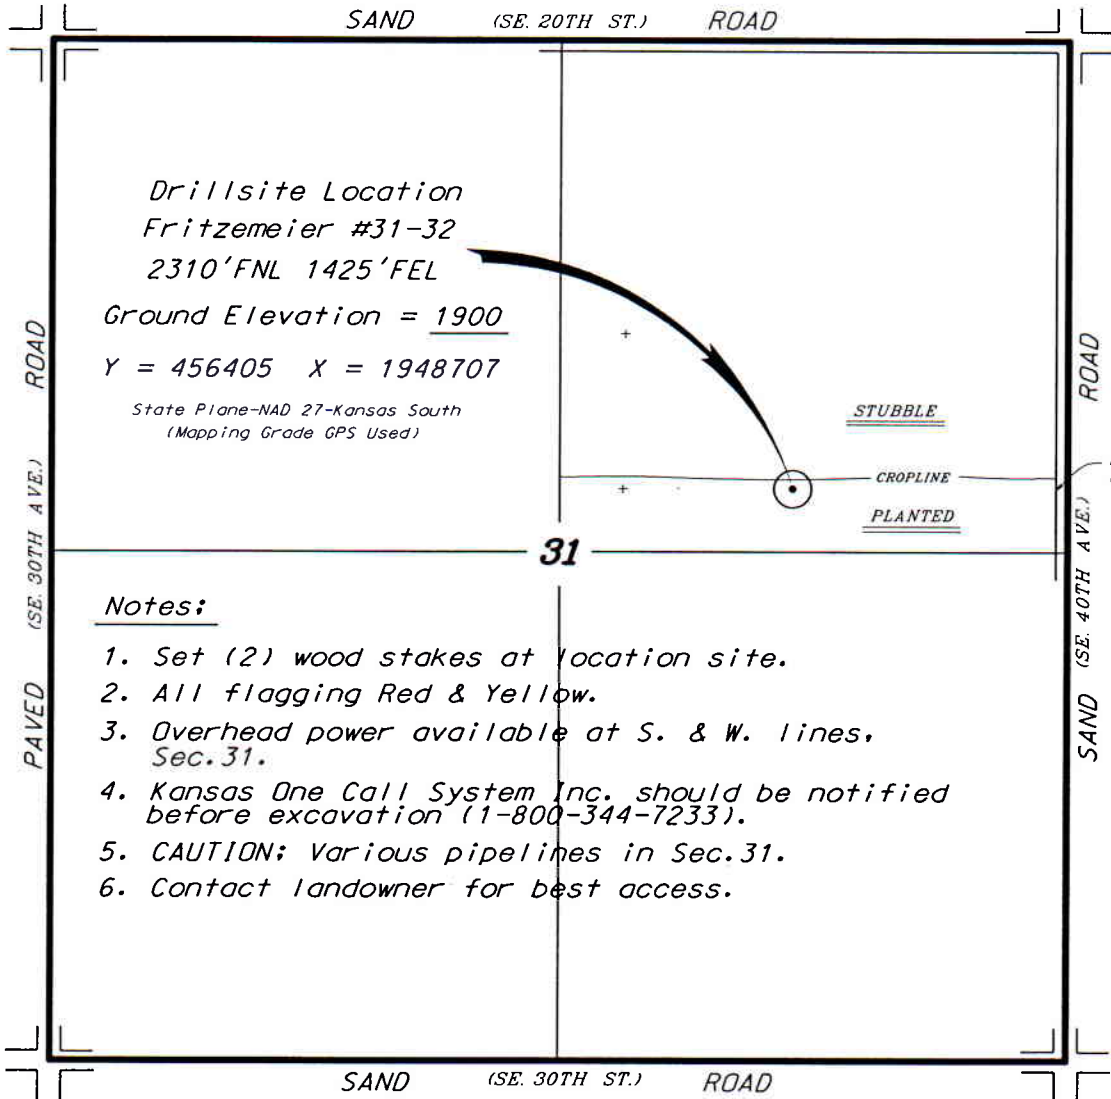 SAND (SE. 20TH ST.) ROAD
Drillsite Location
Fritzemeier #31-32
2310'FNL 1425'FEL
Ground Elevation = 1900
Y = 456405 X = 1948707
State Plane-NAD 27-Kansas South
(Mapping Grade GPS Used)
STUBBLE
CROPLINE
PLANTED
PAVED (SE. 30TH AVE.) ROAD
SAND (SE. 40TH AVE.) ROAD
31
Notes:
1. Set (2) wood stakes at location site.
2. All flagging Red & Yellow.
3. Overhead power available at S. & W. lines,
Sec.31.
4. Kansas One Call System Inc. should be notified
before excavation (1-800-344-7233).
5. CAUTION: Various pipelines in Sec.31.
6. Contact landowner for best access.
SAND (SE. 30TH ST.) ROAD